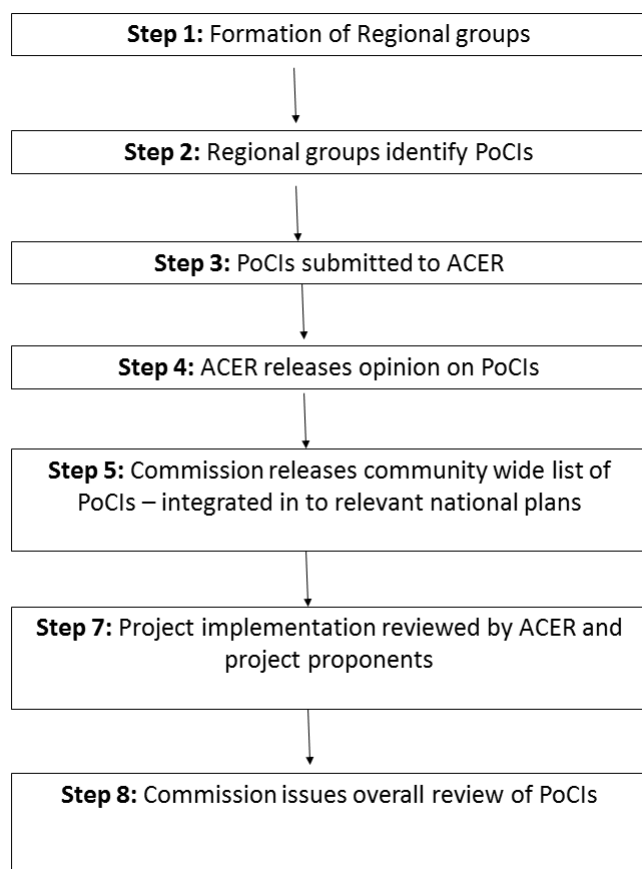 Step 1: Formation of Regional groups
Step 2: Regional groups identify PoCIs
Step 3: PoCIs submitted to ACER
Step 4: ACER releases opinion on PoCIs
Step 5: Commission releases community wide list of
PoCIs – integrated in to relevant national plans
Step 7: Project implementation reviewed by ACER and
project proponents
Step 8: Commission issues overall review of PoCIs